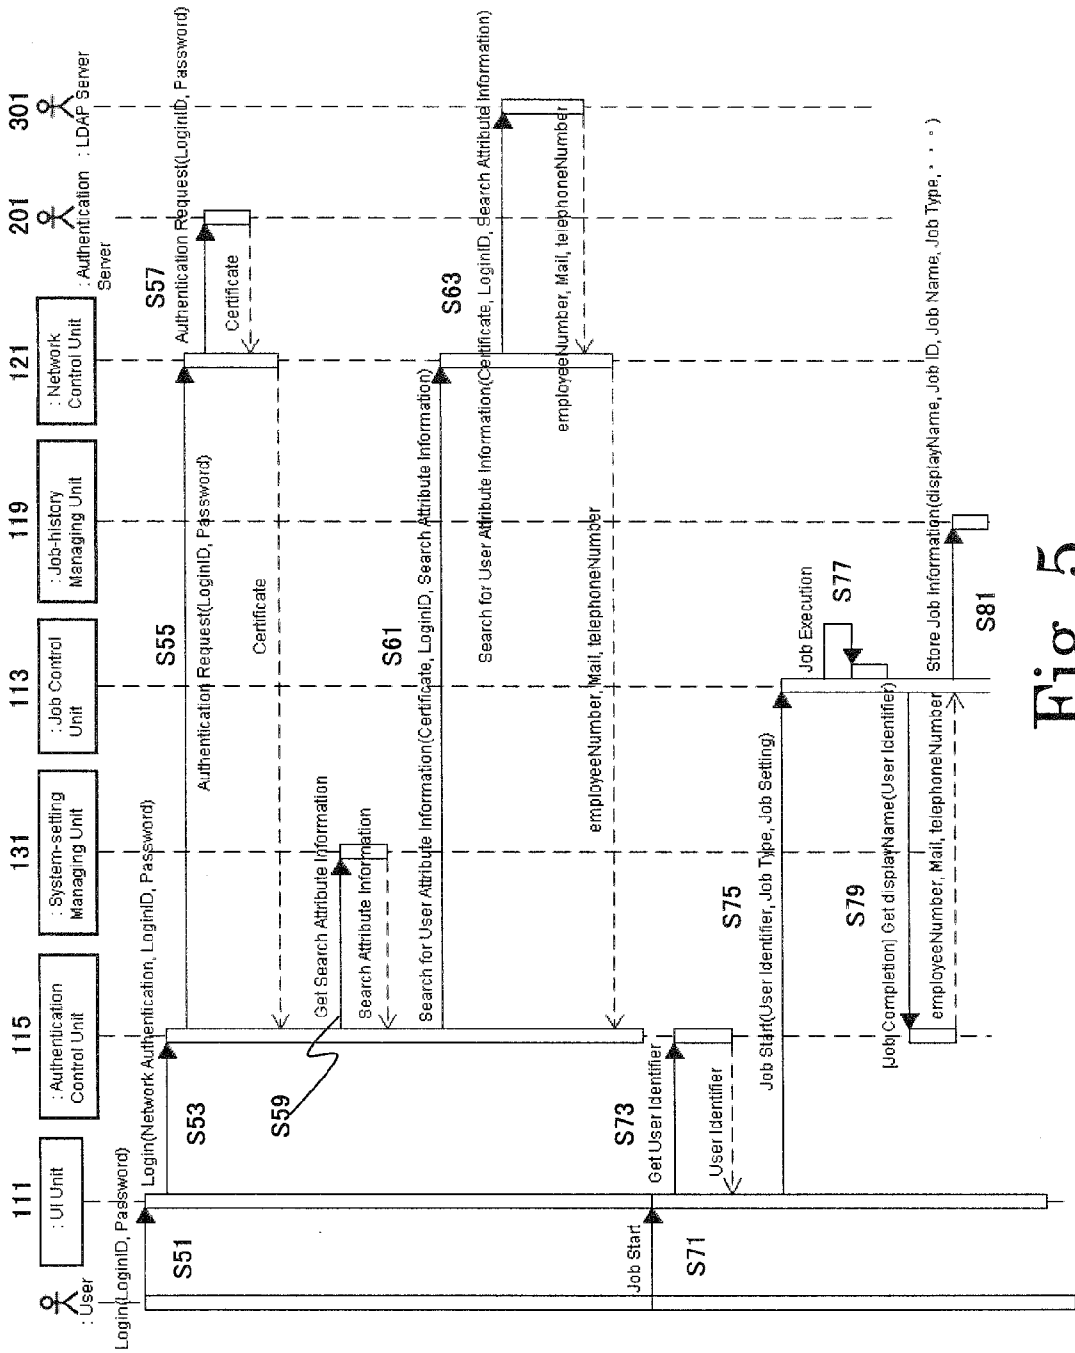 : User
111
: UI Unit
115
: Authentication
Control Unit
131
: System-setting
Managing Unit
113
: Job Control
Unit
119
: Job-history
Managing Unit
121
: Network
Control Unit
201
: Authentication
Server
301
: LDAP Server
Login(LoginID, Password)
S51
Login(Network Authentication, LoginID, Password)
S53
S55
Authentication Request(LoginID, Password)
Authentication Request(LoginID, Password)
S57
Certificate
Certificate
S59
Get Search Attribute Information
Search Attribute Information
S61
Search for User Attribute Information(Certificate, LoginID, Search Attribute Information)
S63
Search for User Attribute Information(Certificate, LoginID, Search Attribute Information)
employeeNumber, Mail, telephoneNumber
employeeNumber, Mail, telephoneNumber
Job Start
S71
S73
Get User Identifier
User Identifier
S75
Job Start(User Identifier, Job Type, Job Setting)
Job Execution
S77
S79
[Job Completion] Get displayName(User Identifier)
employeeNumber, Mail, telephoneNumber
Store Job Information(displayName, Job ID, Job Name, Job Type, ・・・)
S81
Fig. 5